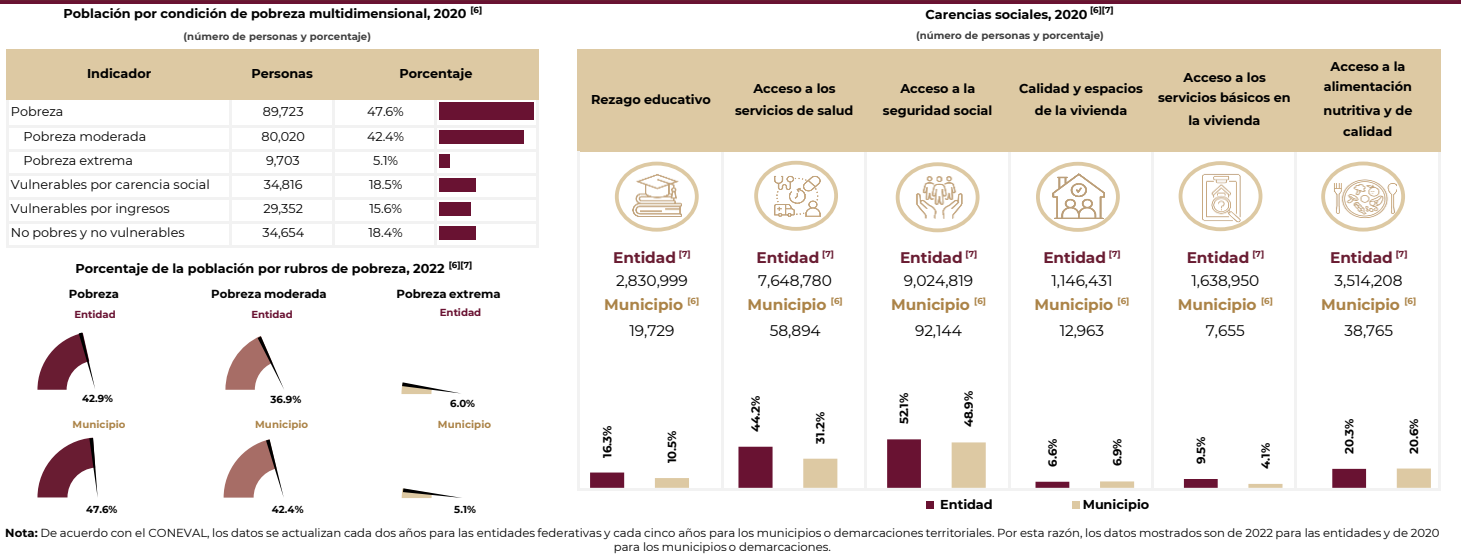 Población por condición de pobreza multidimensional, 2020 [6]
(número de personas y porcentaje)
Indicador Personas Porcentaje
Pobreza 89,723 47.6%
Pobreza moderada 80,020 42.4%
Pobreza extrema 9,703 5.1%
Vulnerables por carencia social 34,816 18.5%
Vulnerables por ingresos 29,352 15.6%
No pobres y no vulnerables 34,654 18.4%
Porcentaje de la población por rubros de pobreza, 2022 [6][7]
Pobreza Pobreza moderada Pobreza extrema
Entidad Entidad Entidad
42.9% 36.9% 6.0%
Municipio Municipio Municipio
47.6% 42.4% 5.1%
Carencias sociales, 2020 [6][7]
(número de personas y porcentaje)
Rezago educativo
Acceso a los
servicios de salud
Acceso a la
seguridad social
Calidad y espacios
de la vivienda
Acceso a los
servicios básicos en
la vivienda
Acceso a la
alimentación
nutritiva y de
calidad
Entidad [7] Entidad [7] Entidad [7] Entidad [7] Entidad [7] Entidad [7]
2,830,999 7,648,780 9,024,819 1,146,431 1,638,950 3,514,208
Municipio [6] Municipio [6] Municipio [6] Municipio [6] Municipio [6] Municipio [6]
19,729 58,894 92,144 12,963 7,655 38,765
16.3% 10.5% 44.2% 31.2% 52.1% 48.9% 6.6% 6.9% 9.5% 4.1% 20.3% 20.6%
Entidad Municipio
Nota: De acuerdo con el CONEVAL, los datos se actualizan cada dos años para las entidades federativas y cada cinco años para los municipios o demarcaciones territoriales. Por esta razón, los datos mostrados son de 2022 para las entidades y de 2020
para los municipios o demarcaciones.